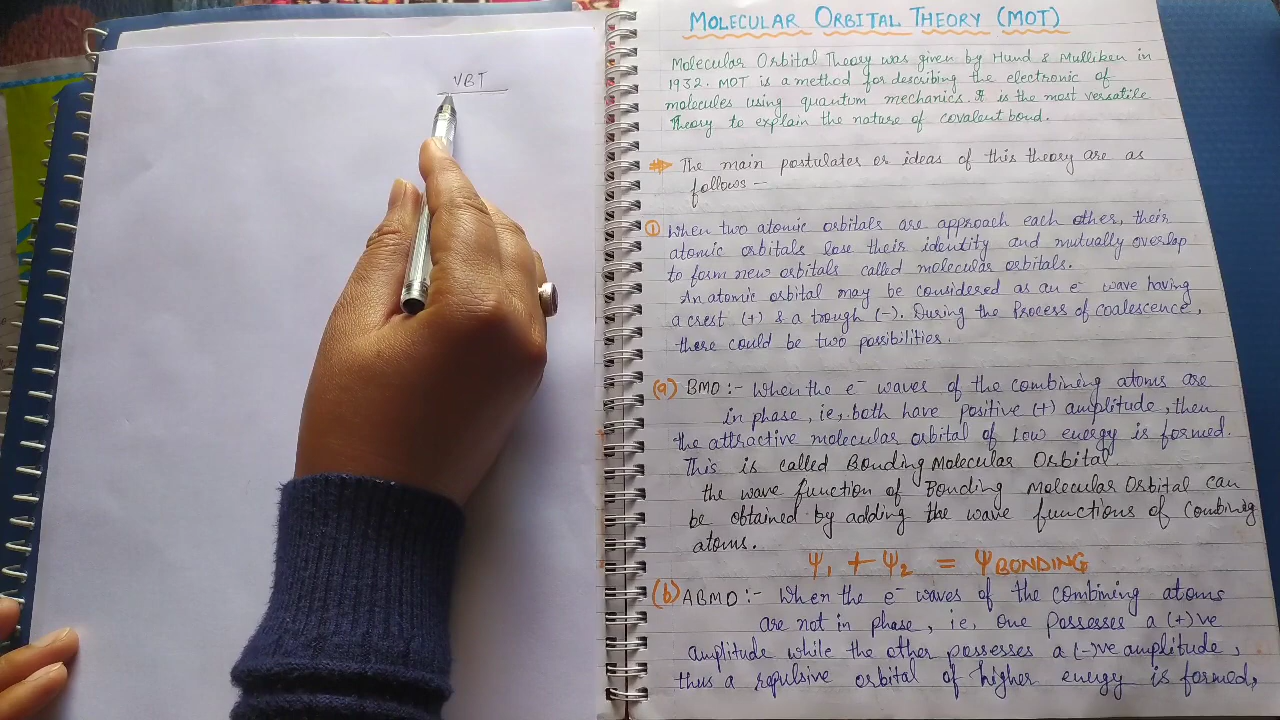 VBT
MOLECULAR ORBITAL THEORY (MOT)
Molecular Orbital Theory was given by Hund & Mulliken in
1932. MOT is a method for describing the electronic of
molecules using quantum mechanics. It is the most versatile
Theory to explain the nature of covalent bond.
The main postulates or ideas of this theory are as
follows —
① When two atomic orbitals are approach each other, their
atomic orbitals lose their identity and mutually overlap
to form new orbitals called molecular orbitals.
An atomic orbital may be considered as an e⁻ wave having
a crest (+) & a trough (-). During the Process of coalescence,
there could be two possibilities.
(a) BMO :- When the e⁻ waves of the combining atoms are
in phase, ie, both have positive (+) amplitude, then
the attractive molecular orbital of Low energy is formed.
This is called Bonding Molecular Orbital.
the wave function of Bonding Molecular Orbital can
be obtained by adding the wave functions of combining
atoms.
Ψ₁ + Ψ₂ = Ψ BONDING
(b) ABMO :- When the e⁻ waves of the combining atoms
are not in phase, ie, one Possesses a (+)ve
amplitude while the other possesses a (-)ve amplitude,
thus a repulsive orbital of higher energy is formed,